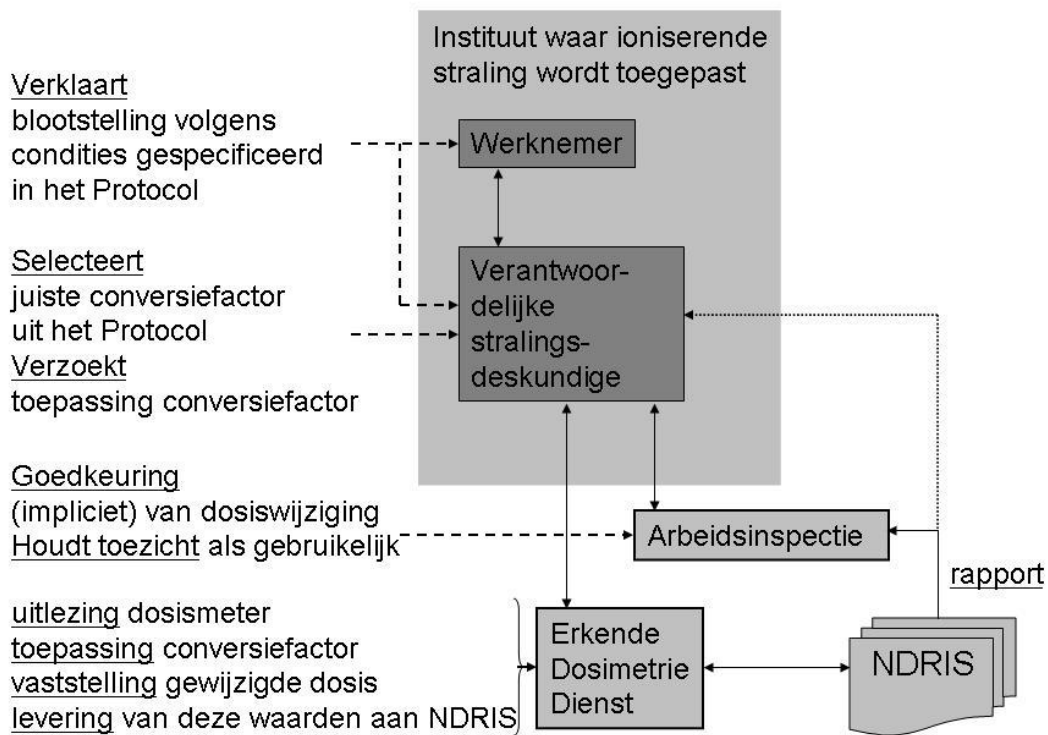 Instituut waar ioniserende
straling wordt toegepast
Verklaart
blootstelling volgens
condities gespecificeerd
in het Protocol
Werknemer
Selecteert
juiste conversiefactor
uit het Protocol
Verzoekt
toepassing conversiefactor
Verantwoor-
delijke
stralings-
deskundige
Goedkeuring
(impliciet) van dosiswijziging
Houdt toezicht als gebruikelijk
Arbeidsinspectie
rapport
uitlezing dosismeter
toepassing conversiefactor
vaststelling gewijzigde dosis
levering van deze waarden aan NDRIS
Erkende
Dosimetrie
Dienst
NDRIS